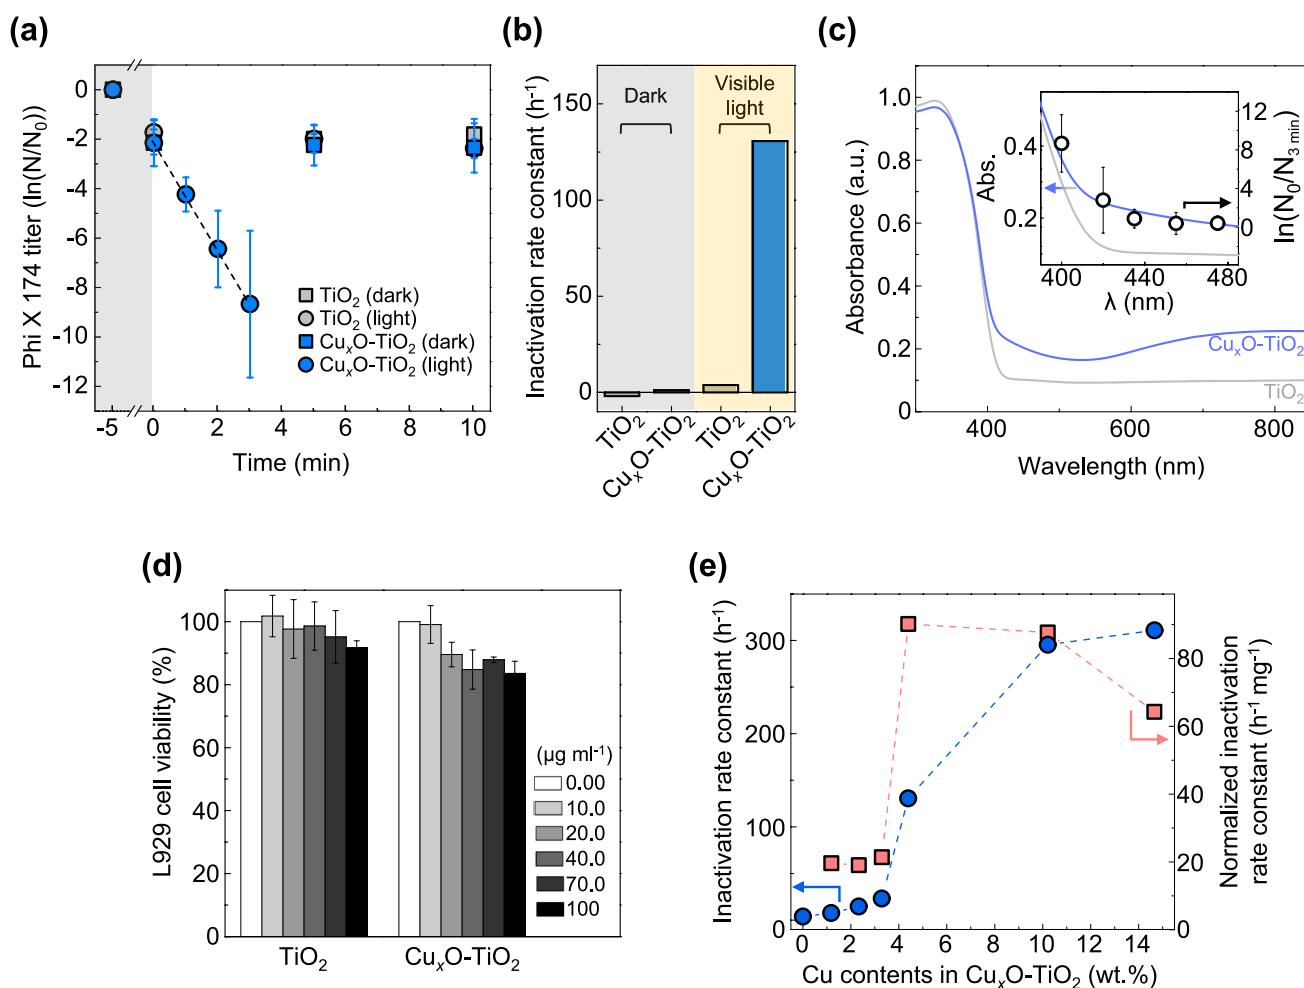 (a)
Phi X 174 titer (ln(N/N₀))
0
-2
-4
-6
-8
-10
-12
-5 0 2 4 6 8 10
Time (min)
TiO₂ (dark)
TiO₂ (light)
CuₓO-TiO₂ (dark)
CuₓO-TiO₂ (light)
(b)
Inactivation rate constant (h⁻¹)
150
125
100
75
50
25
0
Dark
Visible
light
TiO₂
CuₓO-TiO₂
TiO₂
CuₓO-TiO₂
(c)
Absorbance (a.u.)
1.0
0.8
0.6
0.4
0.2
0
400 600 800
Wavelength (nm)
CuₓO-TiO₂
TiO₂
Abs.
0.4
0.2
400 440 480
λ (nm)
12
8
4
0
ln(N₀/N₃ ₘᵢₙ)
(d)
L929 cell viability (%)
100
80
60
40
20
0
TiO₂ CuₓO-TiO₂
(µg ml⁻¹)
0.00
10.0
20.0
40.0
70.0
100
(e)
Inactivation rate constant (h⁻¹)
300
200
100
0
0 2 4 6 8 10 12 14
Cu contents in CuₓO-TiO₂ (wt.%)
80
60
40
20
0
Normalized inactivation
rate constant (h⁻¹ mg⁻¹)